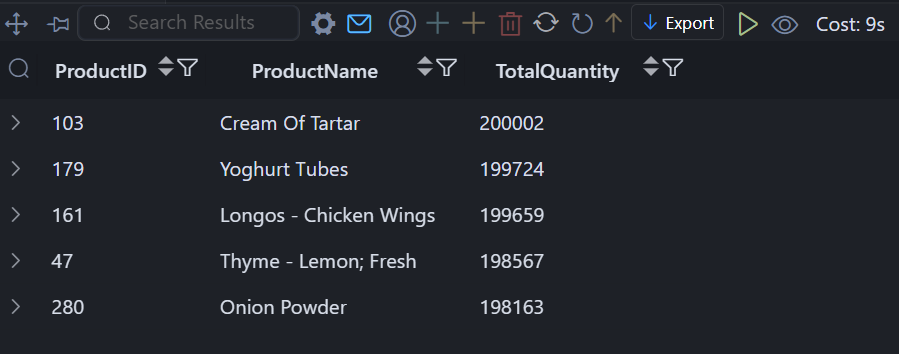 Search Results Export Cost: 9s
ProductID ProductName TotalQuantity
103 Cream Of Tartar 200002
179 Yoghurt Tubes 199724
161 Longos - Chicken Wings 199659
47 Thyme - Lemon; Fresh 198567
280 Onion Powder 198163